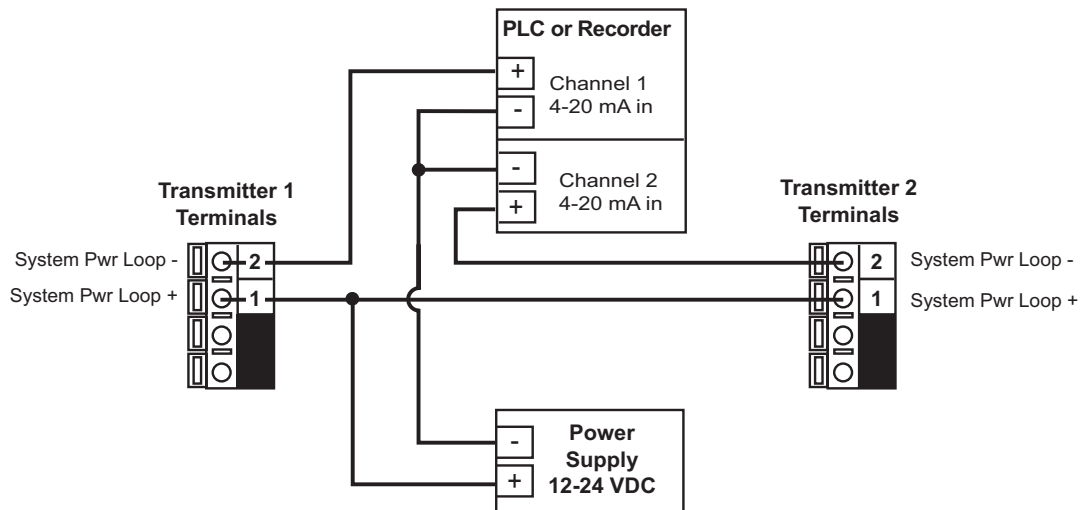 PLC or Recorder
+
Channel 1
4-20 mA in
-
-
Channel 2
4-20 mA in
+
Transmitter 1
Terminals
System Pwr Loop -
2
System Pwr Loop +
1
Transmitter 2
Terminals
2
System Pwr Loop -
1
System Pwr Loop +
-
+
Power
Supply
12-24 VDC